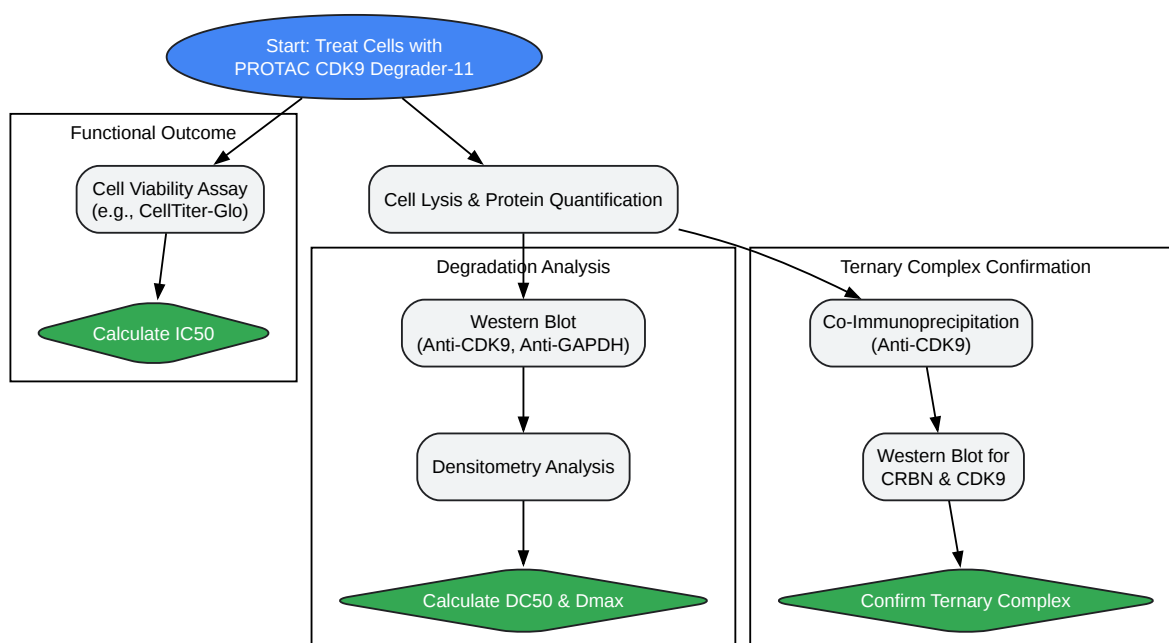 Start: Treat Cells with
PROTAC CDK9 Degrader-11
Functional Outcome
Cell Viability Assay
(e.g., CellTiter-Glo)
Calculate IC50
Cell Lysis & Protein Quantification
Degradation Analysis
Western Blot
(Anti-CDK9, Anti-GAPDH)
Densitometry Analysis
Calculate DC50 & Dmax
Ternary Complex Confirmation
Co-Immunoprecipitation
(Anti-CDK9)
Western Blot for
CRBN & CDK9
Confirm Ternary Complex